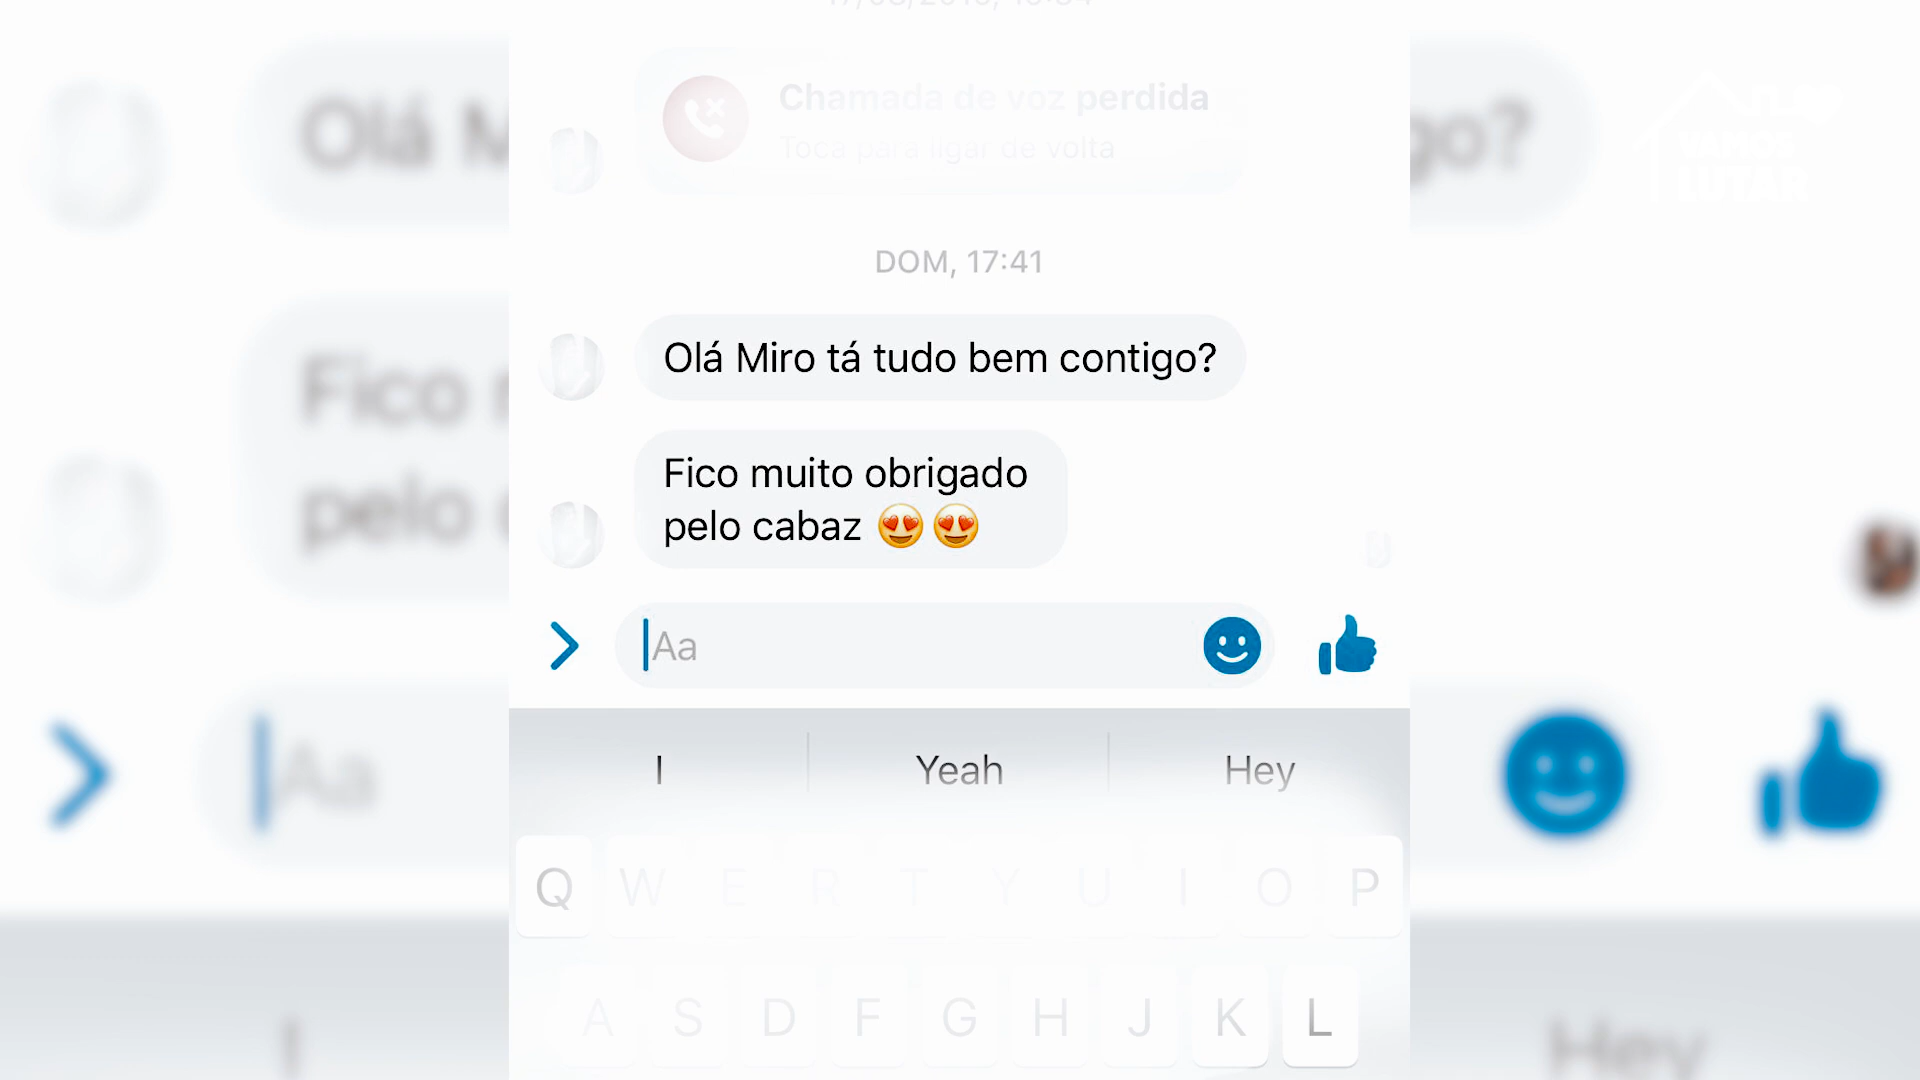 Chamada de voz perdida
Toca para ligar de volta
DOM, 17:41
Olá Miro tá tudo bem contigo?
Fico muito obrigado
pelo cabaz 😍😍
Aa
I Yeah Hey
Q W E R T Y U I O P
A S D F G H J K L